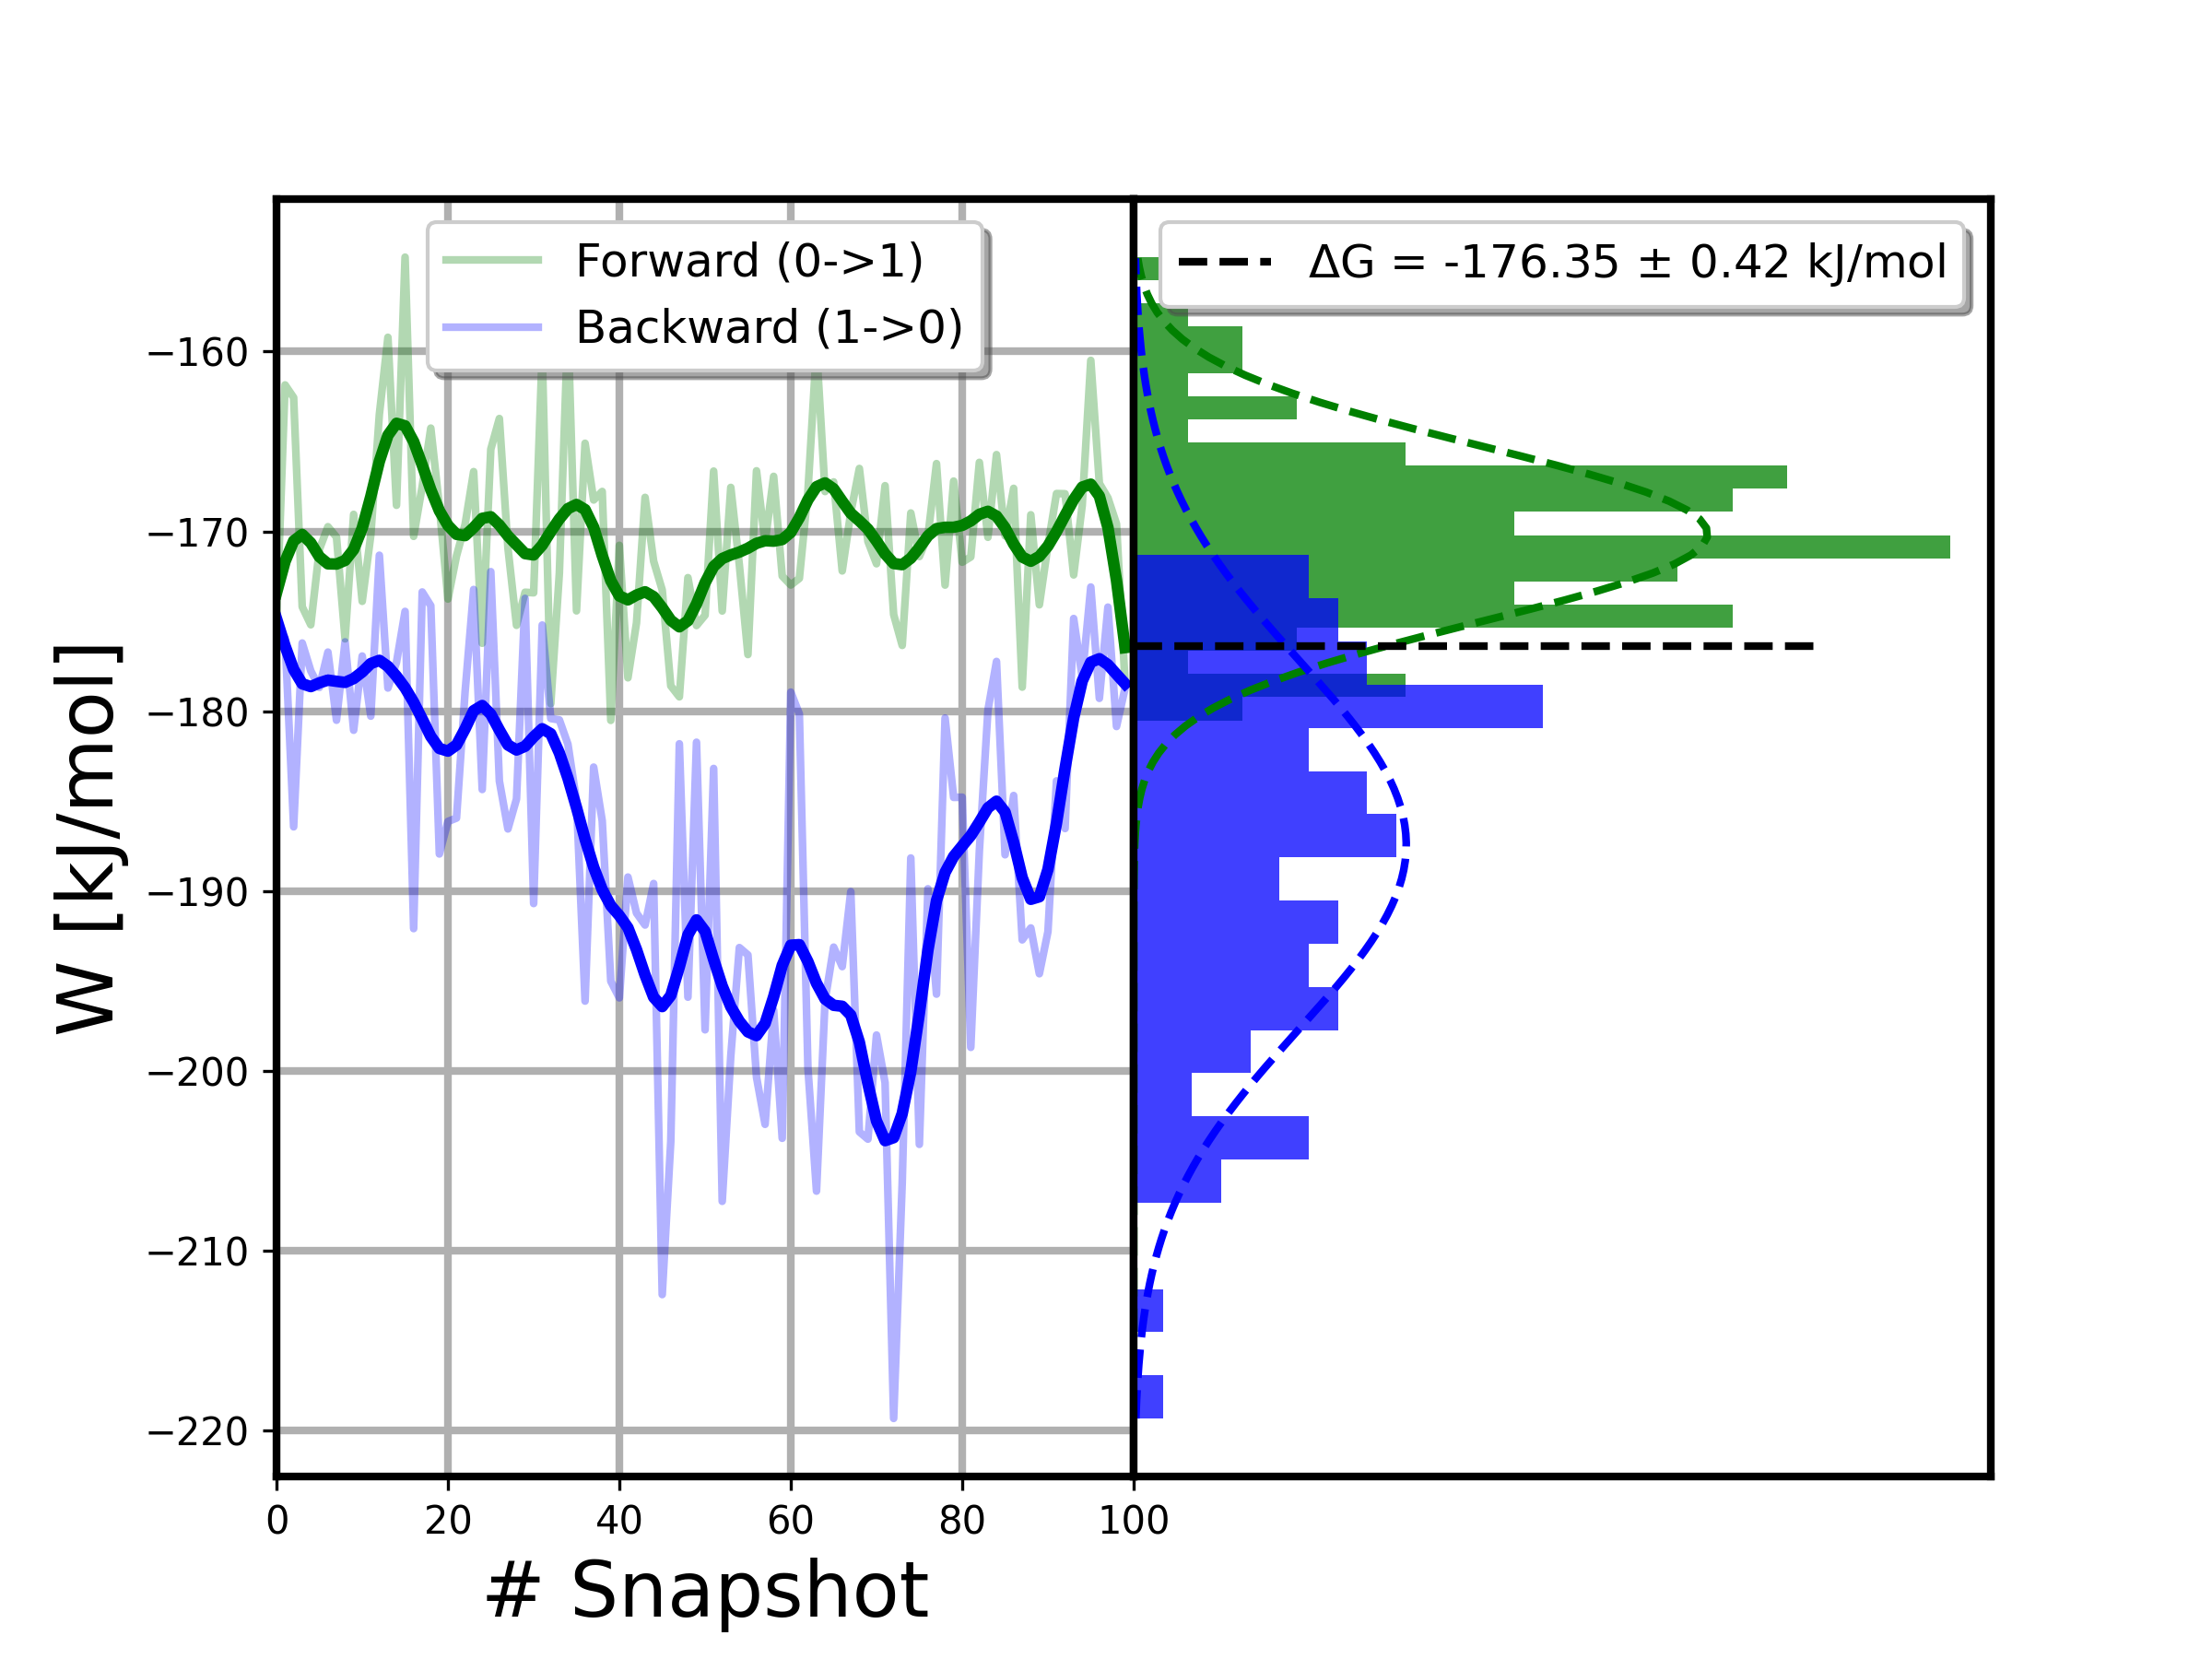 Forward (0->1)
Backward (1->0)
ΔG = -176.35 ± 0.42 kJ/mol
W [kJ/mol]
−160
−170
−180
−190
−200
−210
−220
0 20 40 60 80 100
# Snapshot